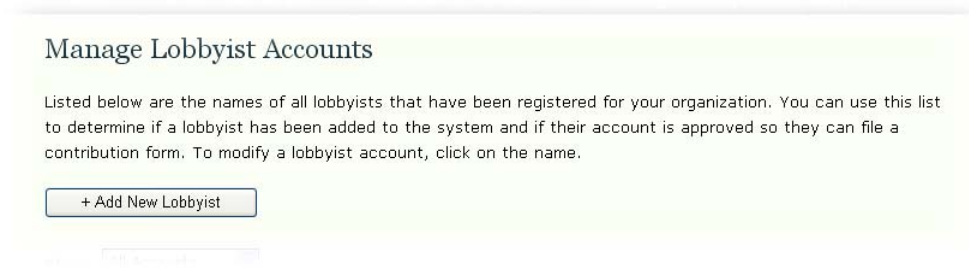 Manage Lobbyist Accounts
Listed below are the names of all lobbyists that have been registered for your organization. You can use this list
to determine if a lobbyist has been added to the system and if their account is approved so they can file a
contribution form. To modify a lobbyist account, click on the name.
+ Add New Lobbyist